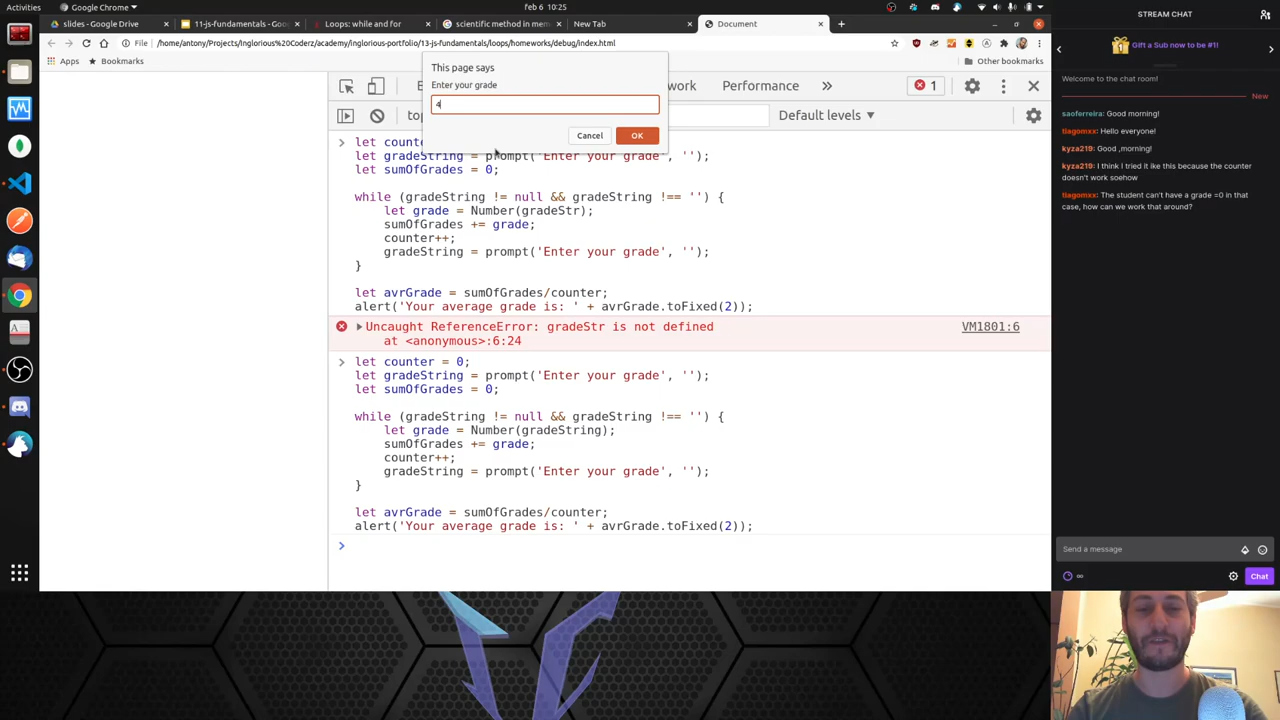 Activities
Google Chrome
feb 6 10:25
STREAM CHAT
slides - Google Drive
11-js-fundamentals - Goo
Loops: while and for
scientific method in mem
New Tab
Document
File
/home/antony/Projects/Inglorious%20Coderz/academy/inglorious-portfolio/13-js-fundamentals/loops/homeworks/debug/index.html
Gift a Sub now to be #1!
Apps
Bookmarks
Other bookmarks
This page says
Enter your grade
4
Cancel
OK
work
Performance
1
Default levels
Welcome to the chat room!
New
saoferreira: Good morning!
tiagomxx: Hello everyone!
kyza219: Good ,morning!
kyza219: I think I tried it ike this because the counter
doesn't work soehow
tiagomxx: The student can't have a grade =0 in that
case, how can we work that around?
let gradeString = prompt('Enter your grade', '');
let sumOfGrades = 0;
while (gradeString != null && gradeString !== '') {
let grade = Number(gradeStr);
sumOfGrades += grade;
counter++;
gradeString = prompt('Enter your grade', '');
}
let avrGrade = sumOfGrades/counter;
alert('Your average grade is: ' + avrGrade.toFixed(2));
Uncaught ReferenceError: gradeStr is not defined
VM1801:6
at <anonymous>:6:24
let counter = 0;
let gradeString = prompt('Enter your grade', '');
let sumOfGrades = 0;
while (gradeString != null && gradeString !== '') {
let grade = Number(gradeString);
sumOfGrades += grade;
counter++;
gradeString = prompt('Enter your grade', '');
}
let avrGrade = sumOfGrades/counter;
alert('Your average grade is: ' + avrGrade.toFixed(2));
Send a message
Chat